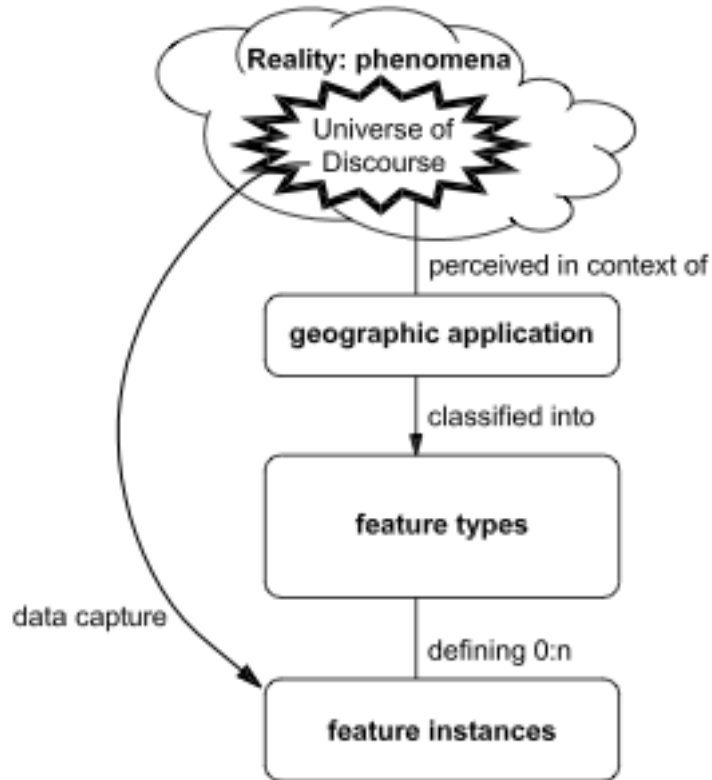 Reality: phenomena
Universe of
Discourse
perceived in context of
geographic application
classified into
feature types
data capture
defining 0:n
feature instances